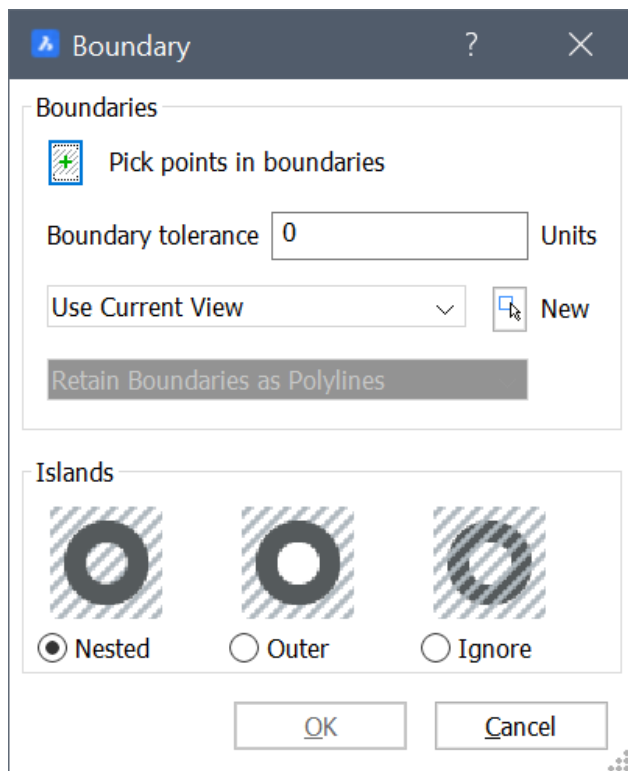 Boundary ?
Boundaries
Pick points in boundaries
Boundary tolerance 0 Units
Use Current View New
Retain Boundaries as Polylines
Islands
Nested Outer Ignore
OK Cancel